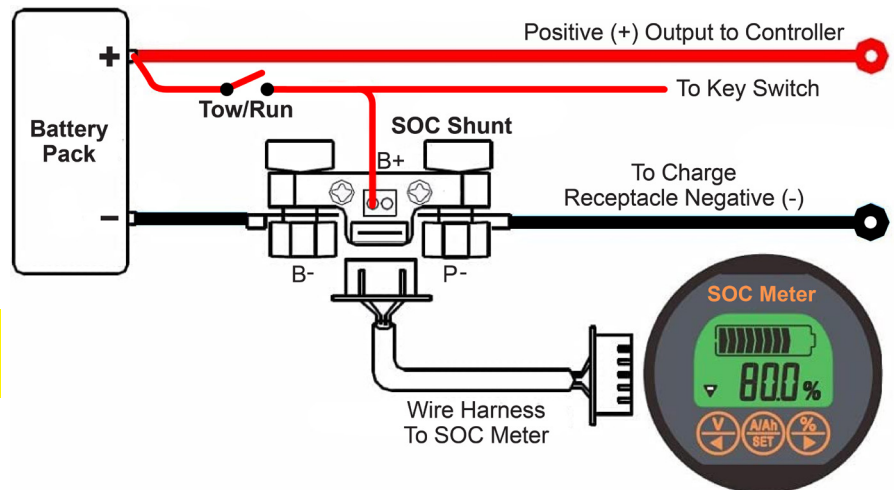 Positive (+) Output to Controller
+
To Key Switch
Tow/Run
Battery
Pack
SOC Shunt
B+
To Charge
Receptacle Negative (-)
–
B-
P-
SOC Meter
80.0%
V
A/Ah
SET
%
Wire Harness
To SOC Meter